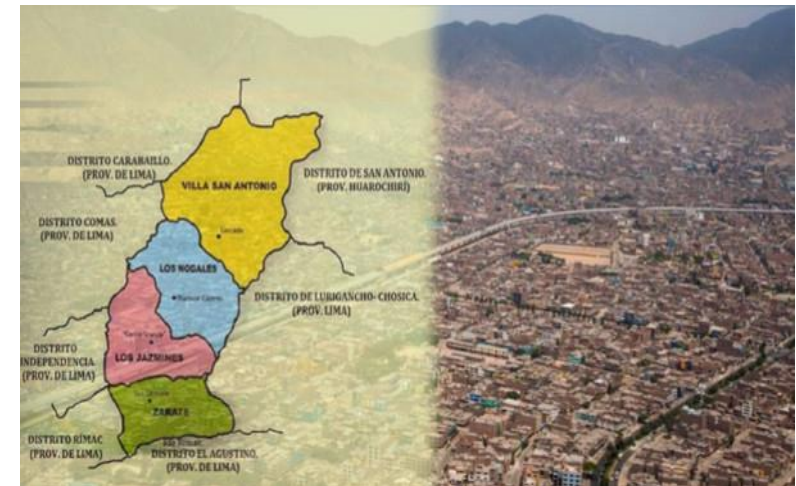 DISTRITO CARABAILLO.
(PROV. DE LIMA)
VILLA SAN ANTONIO
DISTRITO DE SAN ANTONIO.
(PROV. HUAROCHIRÍ)
DISTRITO COMAS.
(PROV. DE LIMA)
LOS NOGALES
DISTRITO DE LURIGANCHO- CHOSICA.
(PROV. LIMA)
DISTRITO
INDEPENDENCIA
(PROV. DE LIMA)
LOS JAZMINES
ZARATE
DISTRITO RÍMAC
(PROV. DE LIMA)
DISTRITO EL AGUSTINO.
(PROV. DE LIMA)